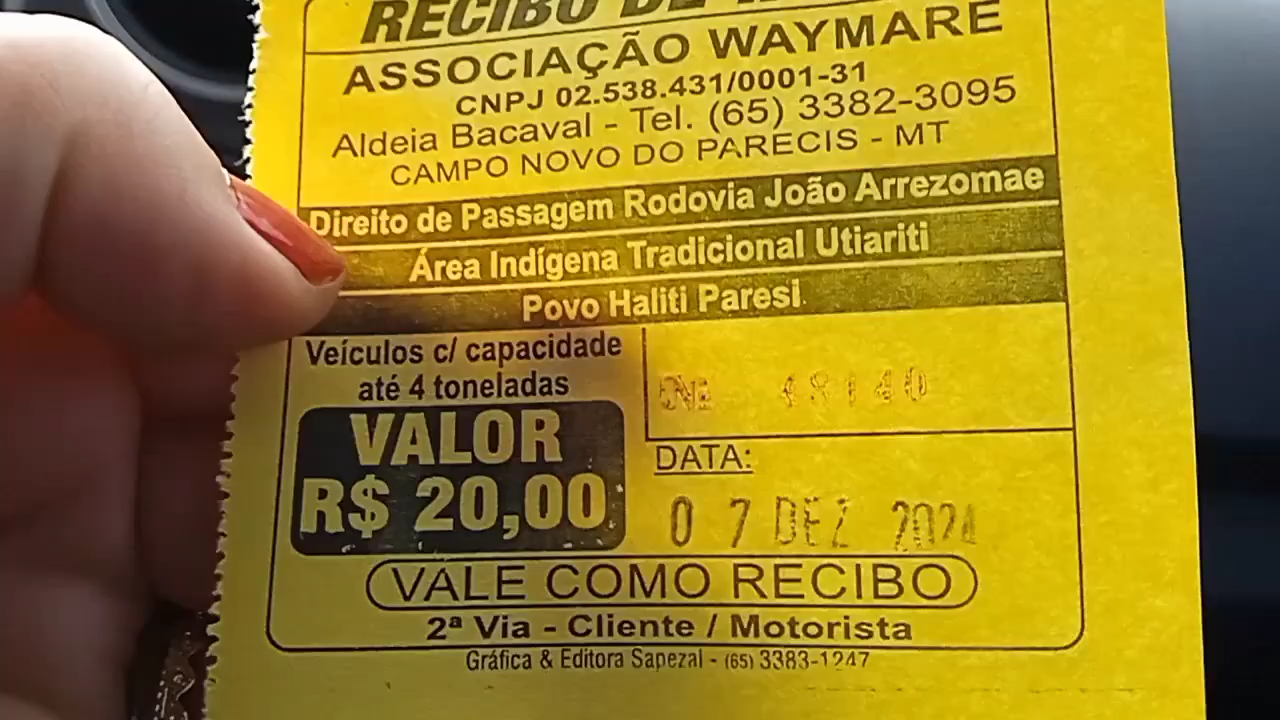 RECIBO DE
ASSOCIAÇÃO WAYMARE
CNPJ 02.538.431/0001-31
Aldeia Bacaval - Tel. (65) 3382-3095
CAMPO NOVO DO PARECIS - MT
Direito de Passagem Rodovia João Arrezomae
Área Indígena Tradicional Utiariti
Povo Haliti Paresi
Veículos c/ capacidade
até 4 toneladas
VALOR
R$ 20,00
48140
DATA:
07 DEZ 2024
VALE COMO RECIBO
2ª Via - Cliente / Motorista
Gráfica & Editora Sapezal - (65) 3383-1247